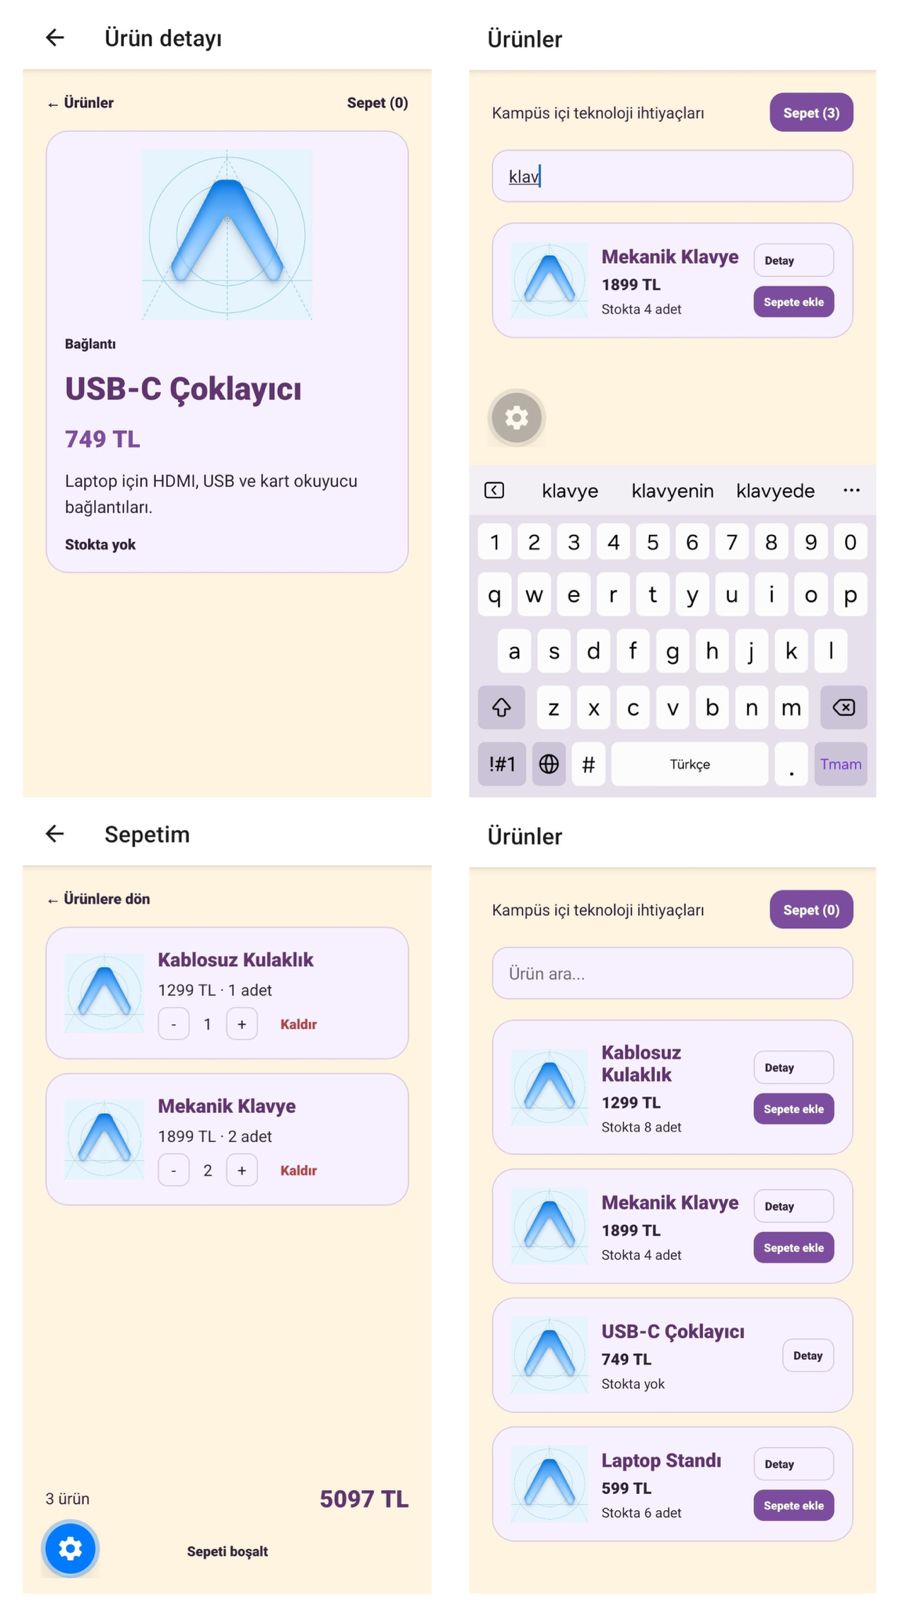 ← Ürün detayı
← Ürünler Sepet (0)
Bağlantı
USB-C Çoklayıcı
749 TL
Laptop için HDMI, USB ve kart okuyucu
bağlantıları.
Stokta yok
Ürünler
Kampüs içi teknoloji ihtiyaçları Sepet (3)
klav
Mekanik Klavye
1899 TL
Stokta 4 adet
Detay
Sepete ekle
klavye klavyenin klavyede ...
1 2 3 4 5 6 7 8 9 0
q w e r t y u i o p
a s d f g h j k l
z x c v b n m
!#1 # Türkçe . Tmam
← Sepetim
← Ürünlere dön
Kablosuz Kulaklık
1299 TL · 1 adet
- 1 + Kaldır
Mekanik Klavye
1899 TL · 2 adet
- 2 + Kaldır
3 ürün 5097 TL
Sepeti boşalt
Ürünler
Kampüs içi teknoloji ihtiyaçları Sepet (0)
Ürün ara...
Kablosuz
Kulaklık
1299 TL
Stokta 8 adet
Detay
Sepete ekle
Mekanik Klavye
1899 TL
Stokta 4 adet
Detay
Sepete ekle
USB-C Çoklayıcı
749 TL
Stokta yok
Detay
Laptop Standı
599 TL
Stokta 6 adet
Detay
Sepete ekle